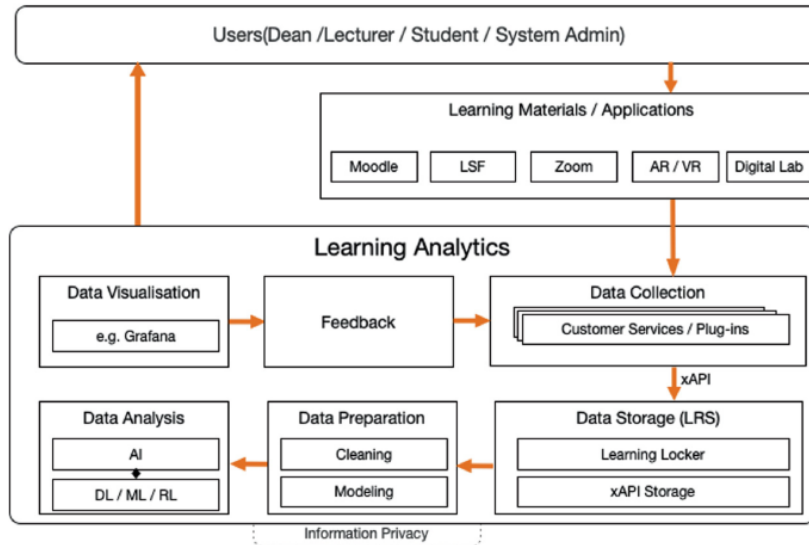 Users(Dean /Lecturer / Student / System Admin)
Learning Materials / Applications
Moodle
LSF
Zoom
AR / VR
Digital Lab
Learning Analytics
Data Visualisation
e.g. Grafana
Feedback
Data Collection
Customer Services / Plug-ins
xAPI
Data Analysis
AI
DL / ML / RL
Data Preparation
Cleaning
Modeling
Data Storage (LRS)
Learning Locker
xAPI Storage
Information Privacy